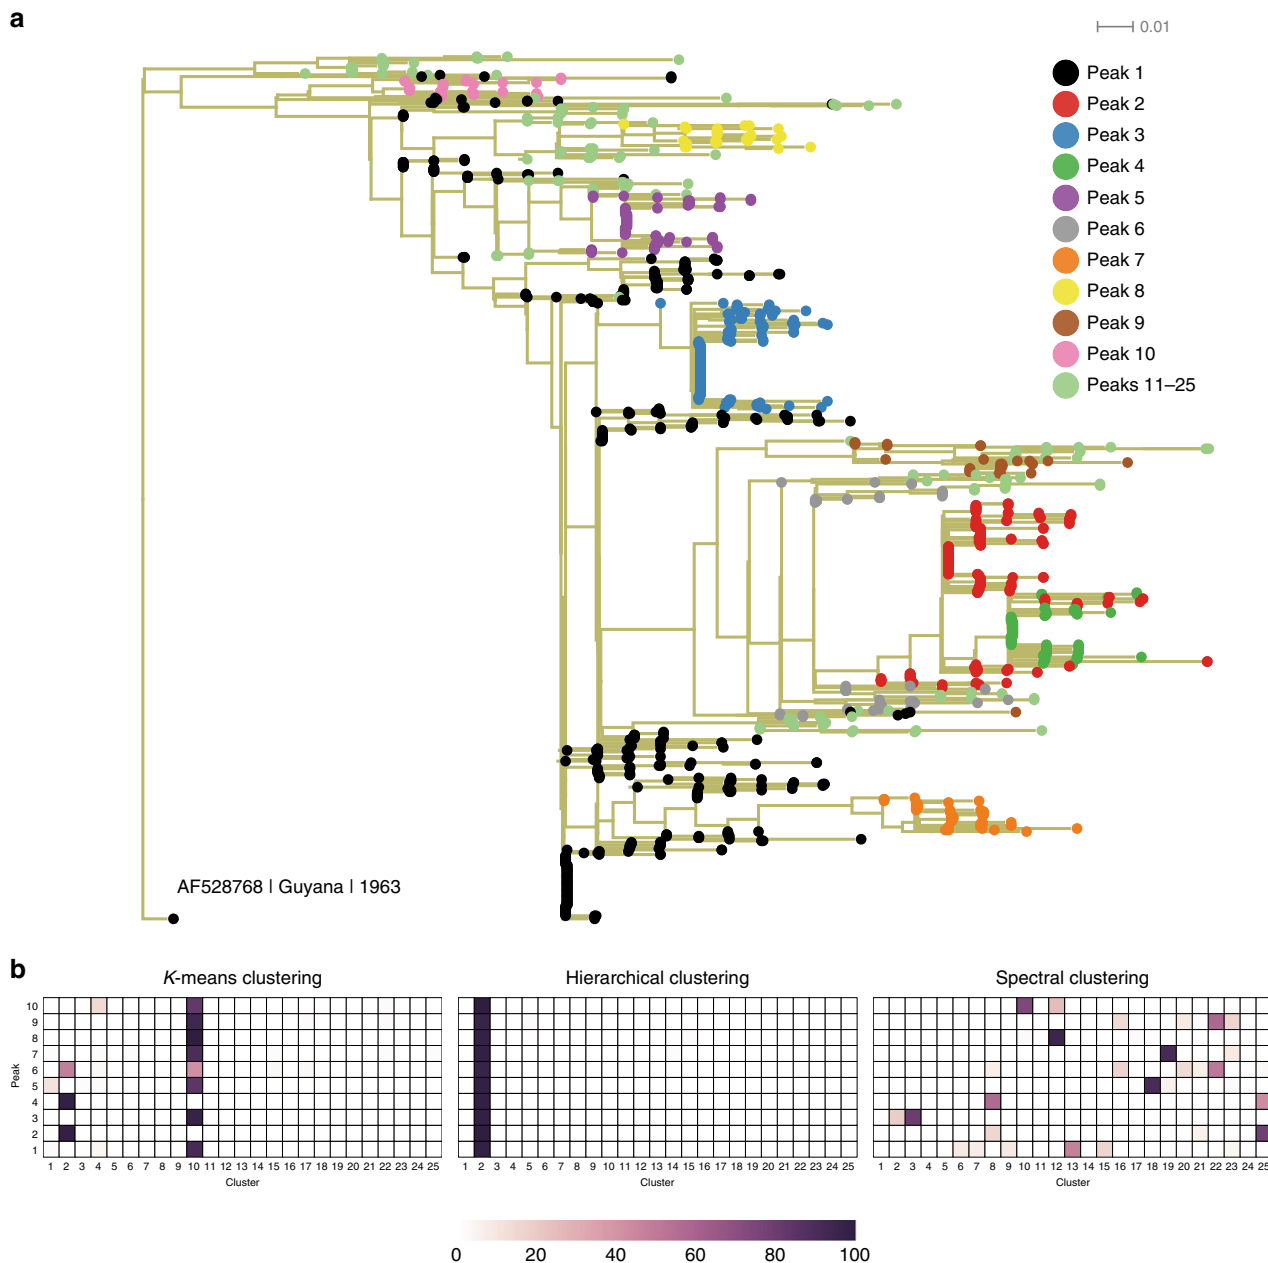 a
0.01
Peak 1
Peak 2
Peak 3
Peak 4
Peak 5
Peak 6
Peak 7
Peak 8
Peak 9
Peak 10
Peaks 11–25
AF528768 | Guyana | 1963
b
K-means clustering
Hierarchical clustering
Spectral clustering
Peak
10
9
8
7
6
5
4
3
2
1
1 2 3 4 5 6 7 8 9 10 11 12 13 14 15 16 17 18 19 20 21 22 23 24 25
1 2 3 4 5 6 7 8 9 10 11 12 13 14 15 16 17 18 19 20 21 22 23 24 25
1 2 3 4 5 6 7 8 9 10 11 12 13 14 15 16 17 18 19 20 21 22 23 24 25
Cluster
Cluster
Cluster
0 20 40 60 80 100